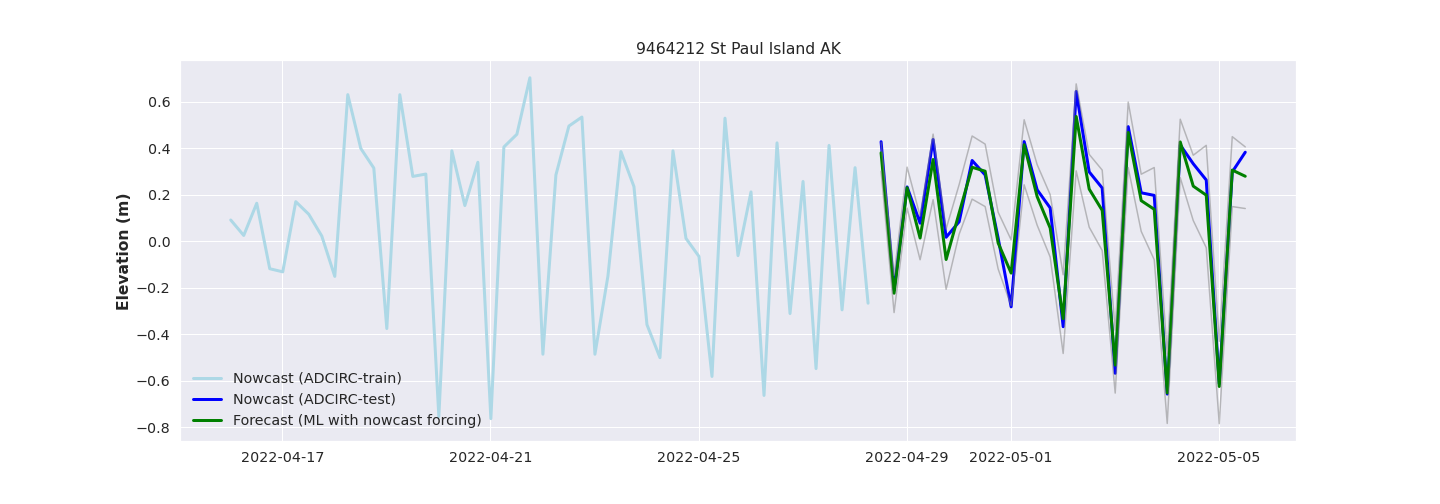 9464212 St Paul Island AK
Elevation (m)
0.6
0.4
0.2
0.0
−0.2
−0.4
−0.6
−0.8
Nowcast (ADCIRC-train)
Nowcast (ADCIRC-test)
Forecast (ML with nowcast forcing)
2022-04-17 2022-04-21 2022-04-25 2022-04-29 2022-05-01 2022-05-05